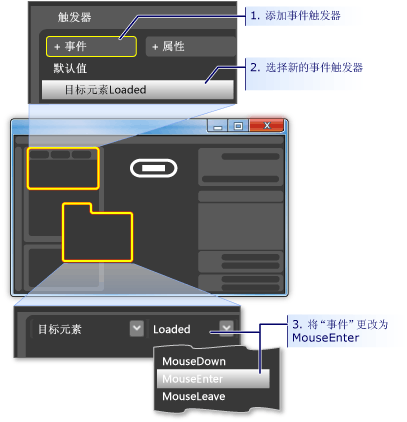 触发器
1. 添加事件触发器
+ 事件
+ 属性
默认值
2. 选择新的事件触发器
目标元素Loaded
目标元素
Loaded
3. 将“事件”更改为
MouseEnter
MouseDown
MouseEnter
MouseLeave